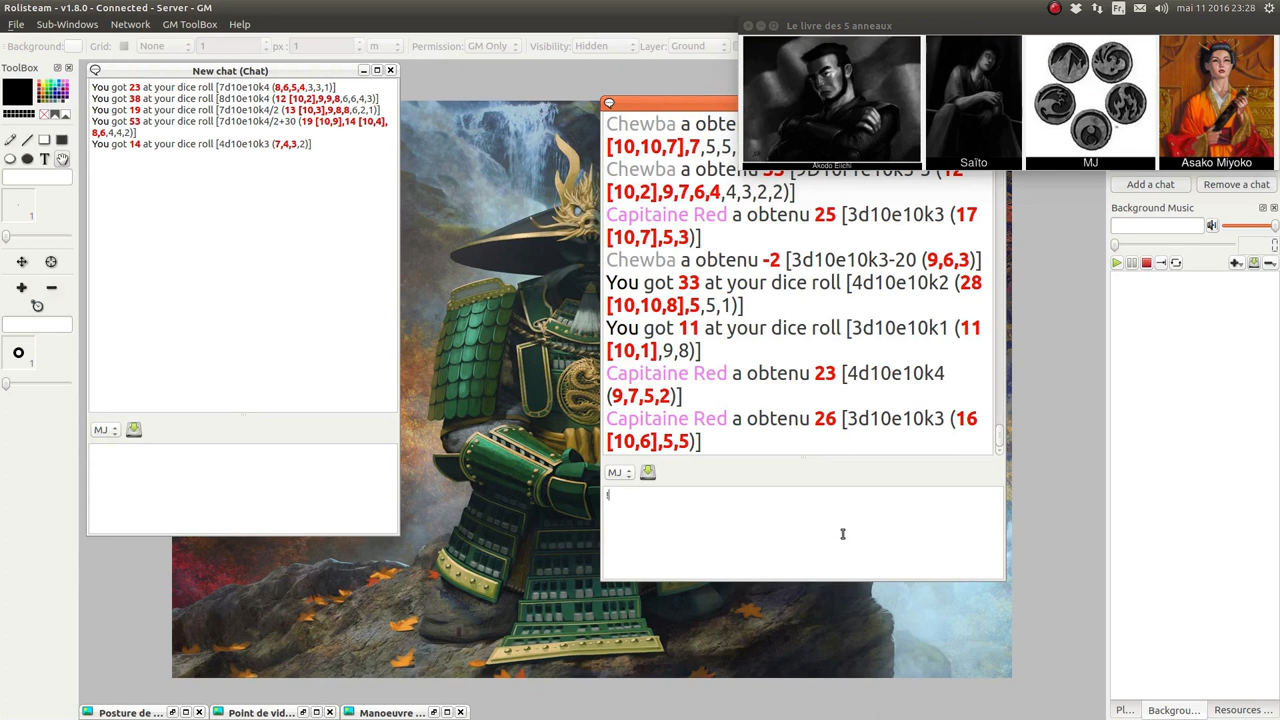 Rolisteam - v1.8.0 - Connected - Server - GM
Fr
mai 11 2016 23:28
File Sub-Windows Network GM ToolBox Help
Le livre des 5 anneaux
Background: Grid: None 1 px : 1 m Permission: GM Only Visibility: Hidden Layer: Ground
ToolBox
New chat (Chat)
You got 23 at your dice roll [7d10e10k4 (8,6,5,4,3,3,1)]
You got 38 at your dice roll [8d10e10k4 (12 [10,2],9,9,8,6,6,4,3)]
You got 19 at your dice roll [7d10e10k4/2 (13 [10,3],9,8,8,6,2,1)]
You got 53 at your dice roll [7d10e10k4/2+30 (19 [10,9],14 [10,4],
8,6,4,4,2)]
You got 14 at your dice roll [4d10e10k3 (7,4,3,2)]
T
1
1
MJ
Chewba a obte
[10,10,7],7,5,5,
Chewba a obtenu
[10,2],9,7,6,4,4,3,2,2)]
Capitaine Red a obtenu 25 [3d10e10k3 (17
[10,7],5,3)]
Chewba a obtenu -2 [3d10e10k3-20 (9,6,3)]
You got 33 at your dice roll [4d10e10k2 (28
[10,10,8],5,5,1)]
You got 11 at your dice roll [3d10e10k1 (11
[10,1],9,8)]
Capitaine Red a obtenu 23 [4d10e10k4
(9,7,5,2)]
Capitaine Red a obtenu 26 [3d10e10k3 (16
[10,6],5,5)]
MJ
!
Akodo Eiichi
Saïto
MJ
Asako Miyoko
Add a chat
Remove a chat
Background Music
Posture de ...
Point de vid...
Manoeuvre ...
Pl...
Backgrou...
Resources ...